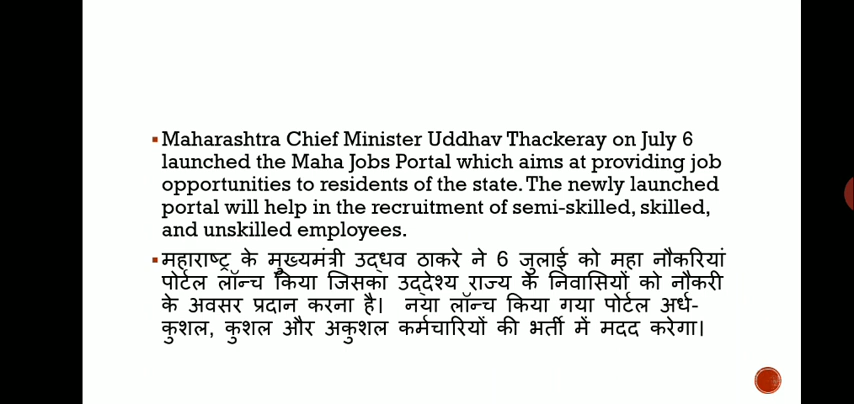 ▪Maharashtra Chief Minister Uddhav Thackeray on July 6
launched the Maha Jobs Portal which aims at providing job
opportunities to residents of the state. The newly launched
portal will help in the recruitment of semi-skilled, skilled,
and unskilled employees.
▪महाराष्ट्र के मुख्यमंत्री उद्धव ठाकरे ने 6 जुलाई को महा नौकरियां
पोर्टल लॉन्च किया जिसका उद्देश्य राज्य के निवासियों को नौकरी
के अवसर प्रदान करना है। नया लॉन्च किया गया पोर्टल अर्ध-
कुशल, कुशल और अकुशल कर्मचारियों की भर्ती में मदद करेगा।